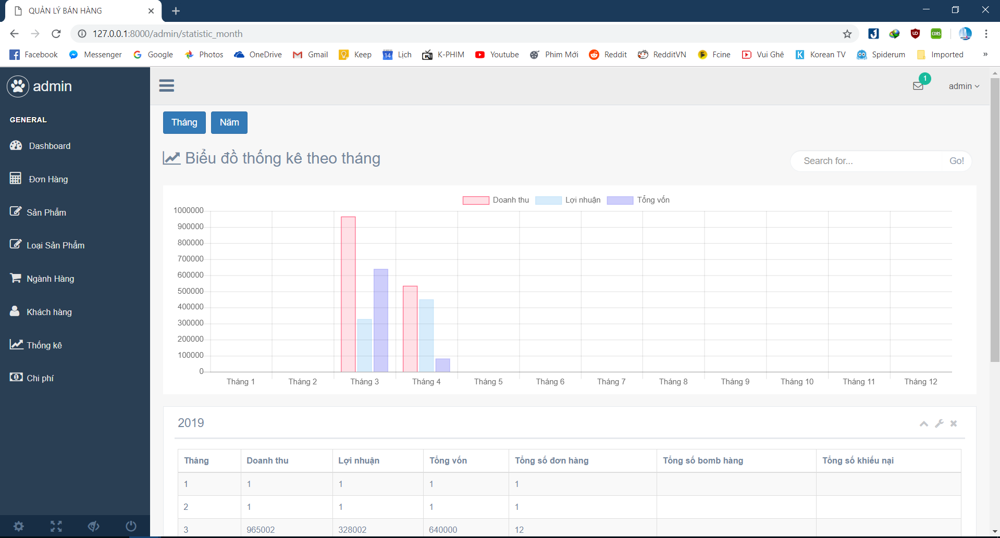 QUẢN LÝ BÁN HÀNG
127.0.0.1:8000/admin/statistic_month
Facebook Messenger Google Photos OneDrive Gmail Keep 14 Lịch K-PHIM Youtube Phim Mới Reddit RedditVN Fcine Vui Ghê Korean TV Spiderum Imported »
admin
1
admin
GENERAL
Dashboard
Đơn Hàng
Sản Phẩm
Loại Sản Phẩm
Ngành Hàng
Khách hàng
Thống kê
Chi phí
Tháng Năm
Biểu đồ thống kê theo tháng
Search for... Go!
Doanh thu Lợi nhuận Tổng vốn
1000000
900000
800000
700000
600000
500000
400000
300000
200000
100000
0
Tháng 1 Tháng 2 Tháng 3 Tháng 4 Tháng 5 Tháng 6 Tháng 7 Tháng 8 Tháng 9 Tháng 10 Tháng 11 Tháng 12
2019
Tháng Doanh thu Lợi nhuận Tổng vốn Tổng số đơn hàng Tổng số bomb hàng Tổng số khiếu nại
1 1 1 1 1
2 1 1 1 1
3 965002 328002 640000 12